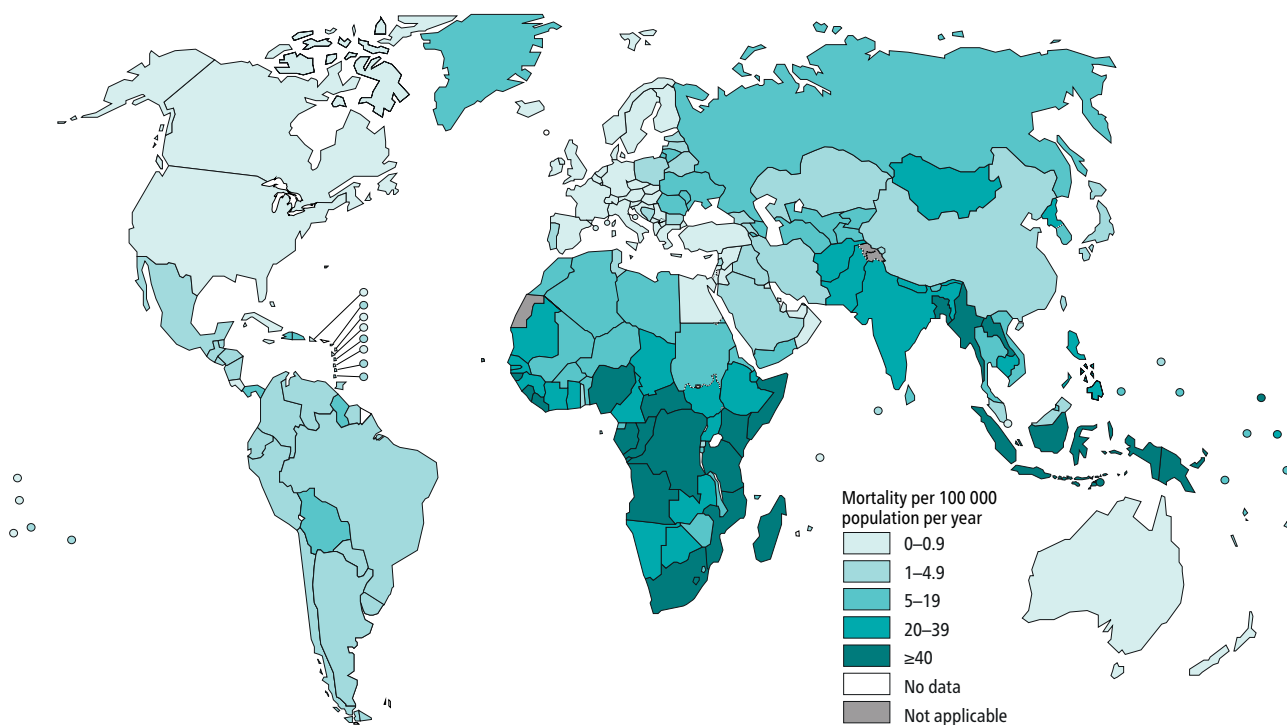 Mortality per 100 000
population per year
0–0.9
1–4.9
5–19
20–39
≥40
No data
Not applicable